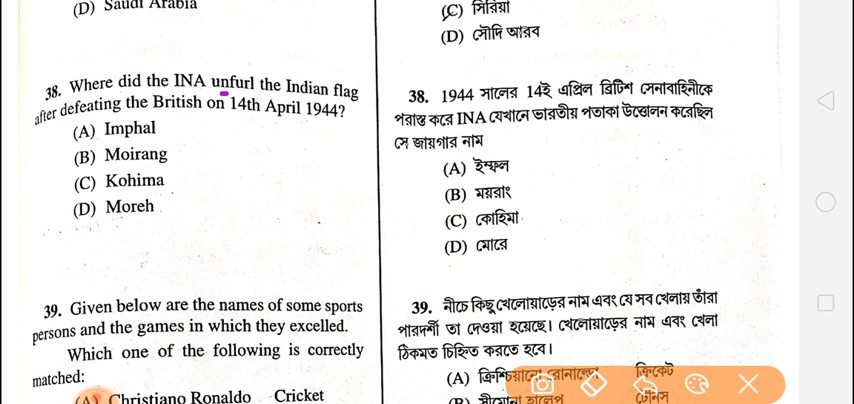 (D) Saudi Arabia
38. Where did the INA unfurl the Indian flag
after defeating the British on 14th April 1944?
(A) Imphal
(B) Moirang
(C) Kohima
(D) Moreh
39. Given below are the names of some sports
persons and the games in which they excelled.
Which one of the following is correctly
matched:
(A) Christiano Ronaldo Cricket
(C) সিরিয়া
(D) সৌদি আরব
38. 1944 সালের 14ই এপ্রিল ব্রিটিশ সেনাবাহিনীকে
পরাস্ত করে INA যেখানে ভারতীয় পতাকা উত্তোলন করেছিল
সে জায়গার নাম
(A) ইম্ফল
(B) ময়রাং
(C) কোহিমা
(D) মোরে
39. নীচে কিছু খেলোয়াড়ের নাম এবং যে সব খেলায় তাঁরা
পারদর্শী তা দেওয়া হয়েছে। খেলোয়াড়ের নাম এবং খেলা
ঠিকমত চিহ্নিত করতে হবে।
(A) ক্রিশ্চিয়ানো রোনাল্ডো ক্রিকেট
(B) হালেপ টেনিস